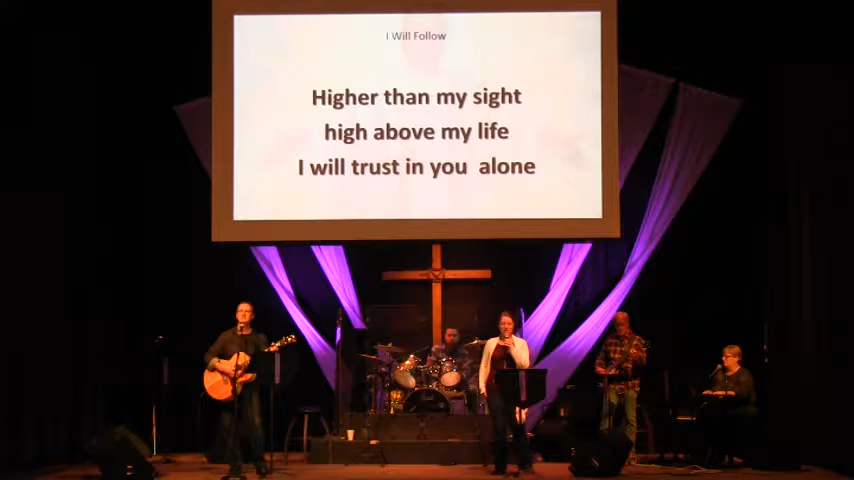 I Will Follow
Higher than my sight
high above my life
I will trust in you  alone